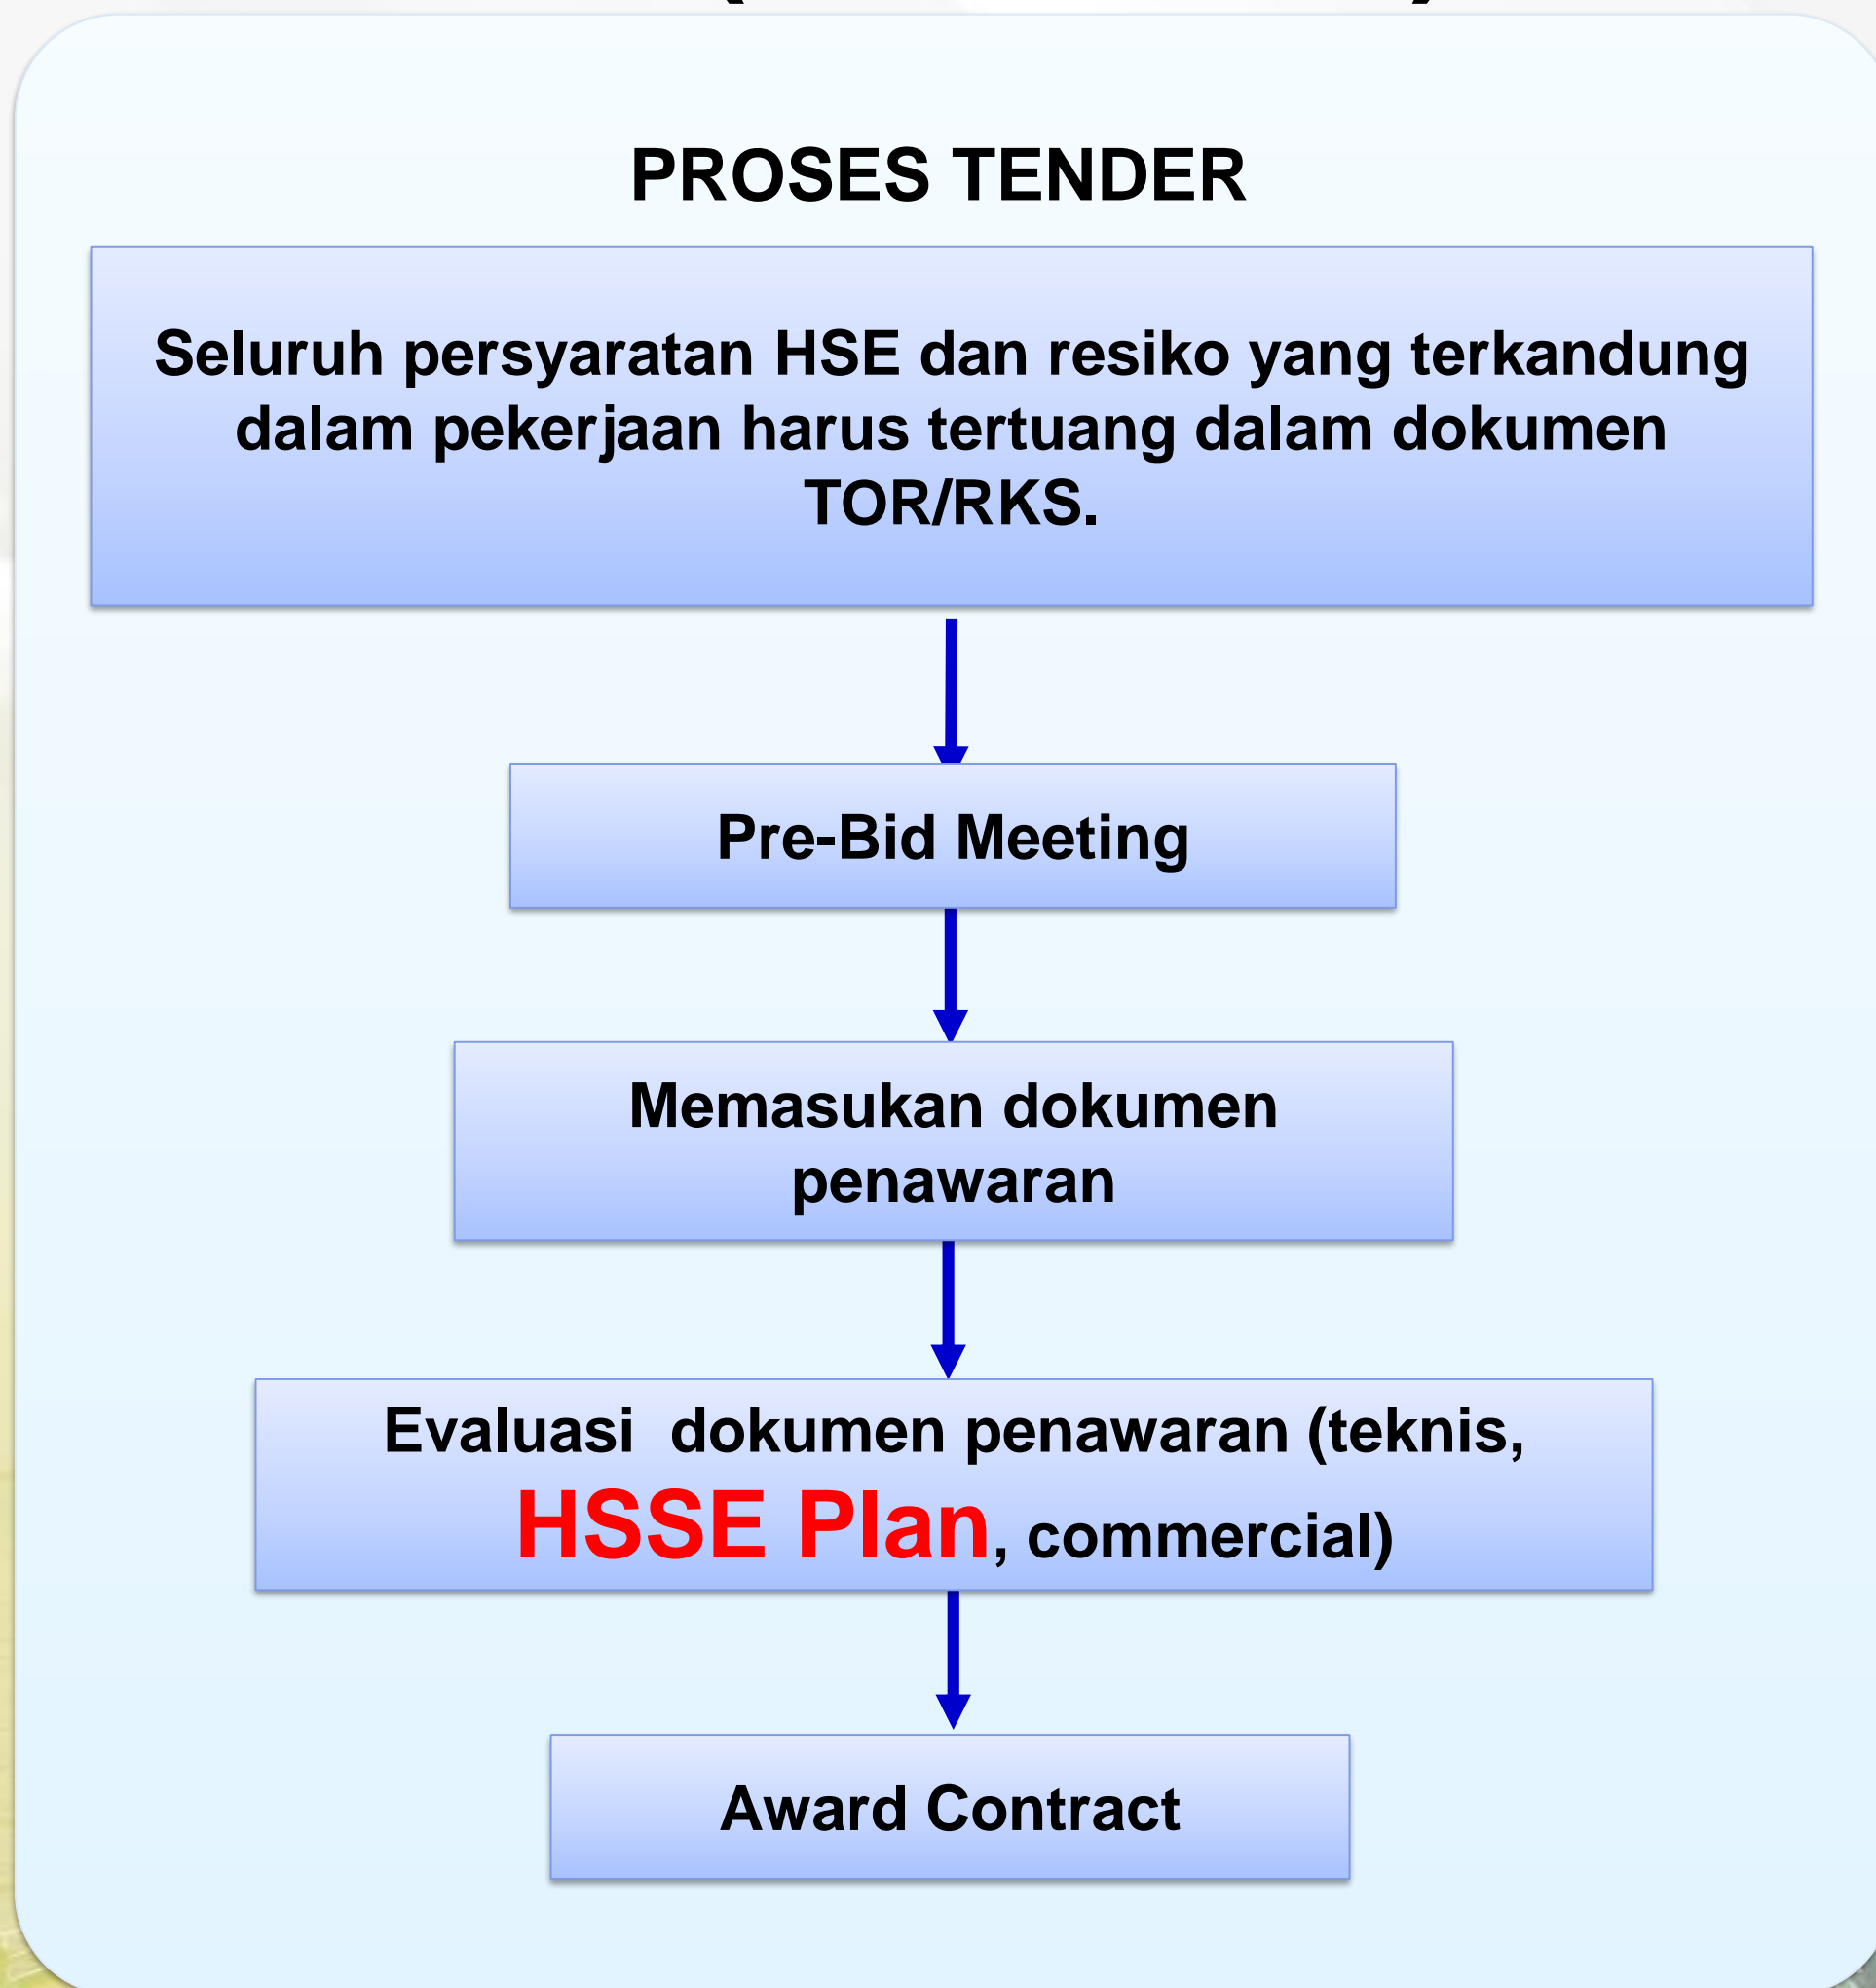 PROSES TENDER
Seluruh persyaratan HSE dan resiko yang terkandung
dalam pekerjaan harus tertuang dalam dokumen
TOR/RKS.
Pre-Bid Meeting
Memasukan dokumen
penawaran
Evaluasi  dokumen penawaran (teknis,
HSSE Plan, commercial)
Award Contract